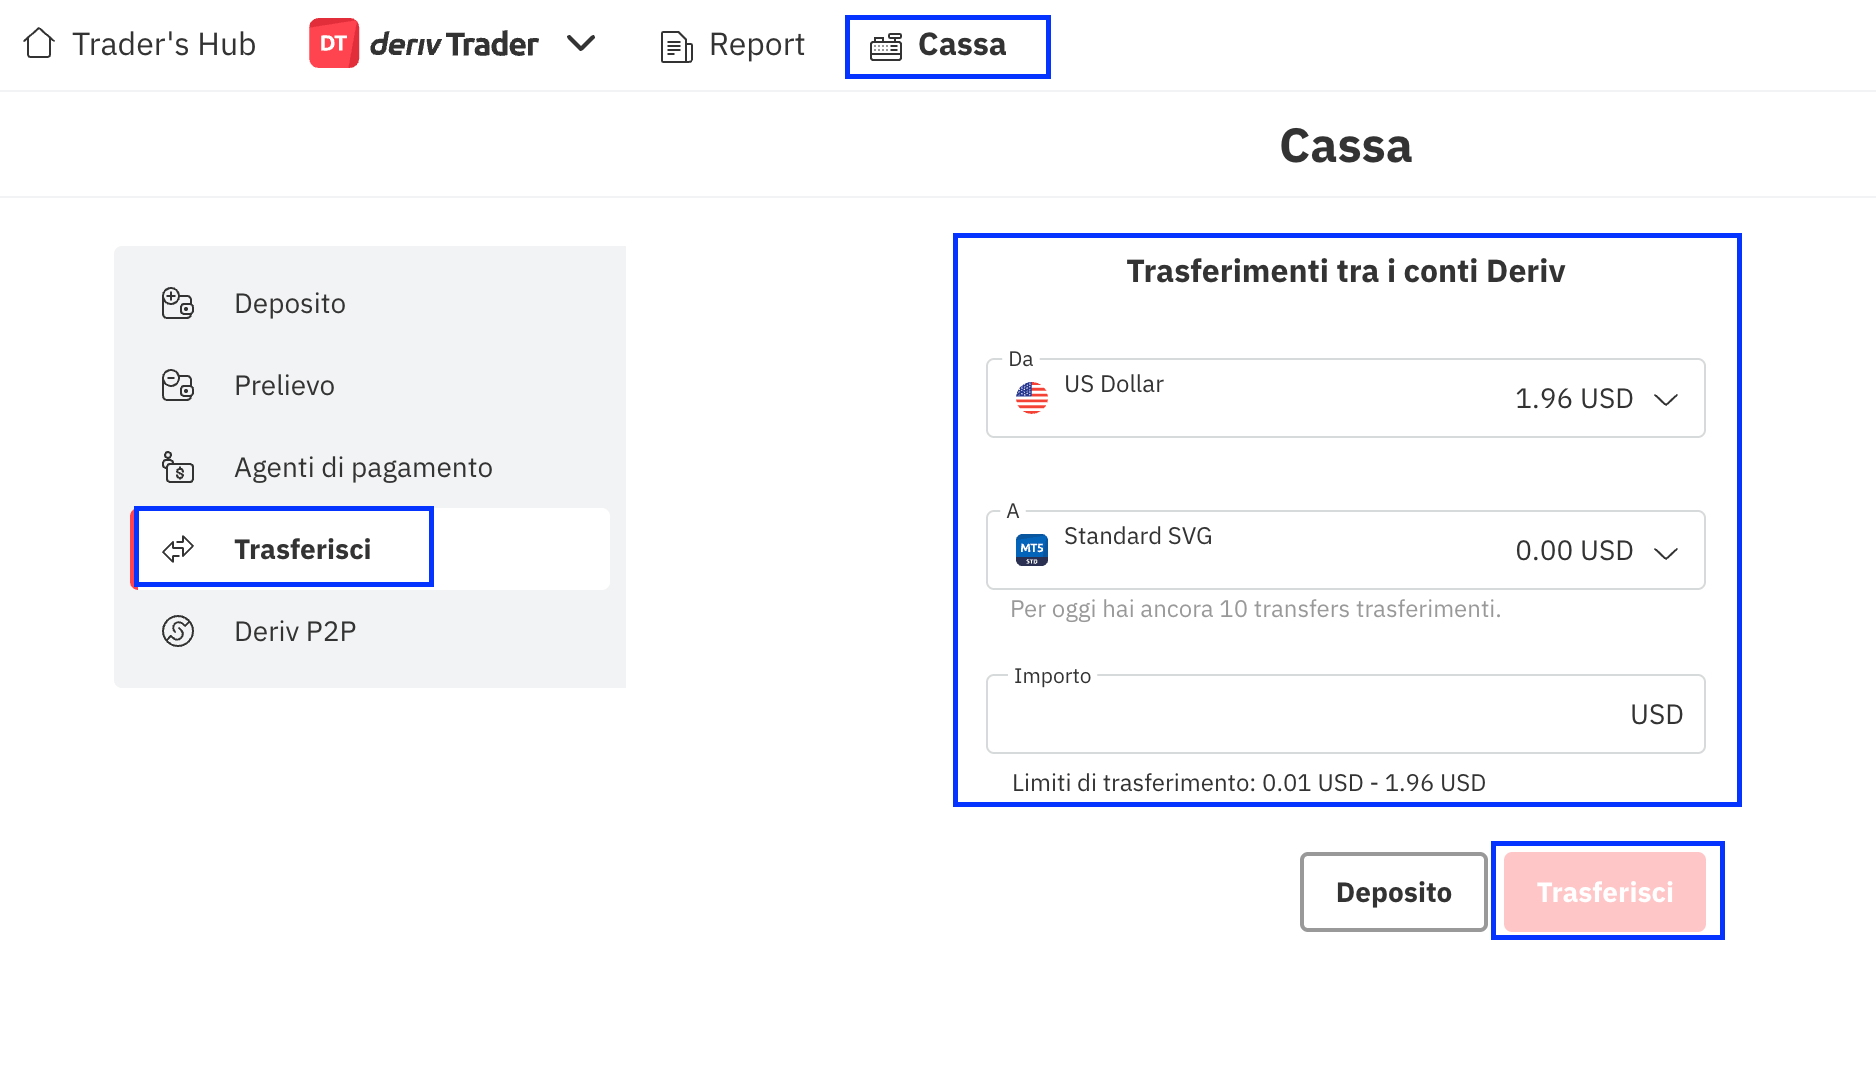 Trader's Hub
DT deriv Trader
Report
Cassa
Cassa
Deposito
Prelievo
Agenti di pagamento
Trasferisci
Deriv P2P
Trasferimenti tra i conti Deriv
Da
US Dollar
1.96 USD
A
MT5
STD
Standard SVG
0.00 USD
Per oggi hai ancora 10 transfers trasferimenti.
Importo
USD
Limiti di trasferimento: 0.01 USD - 1.96 USD
Deposito
Trasferisci